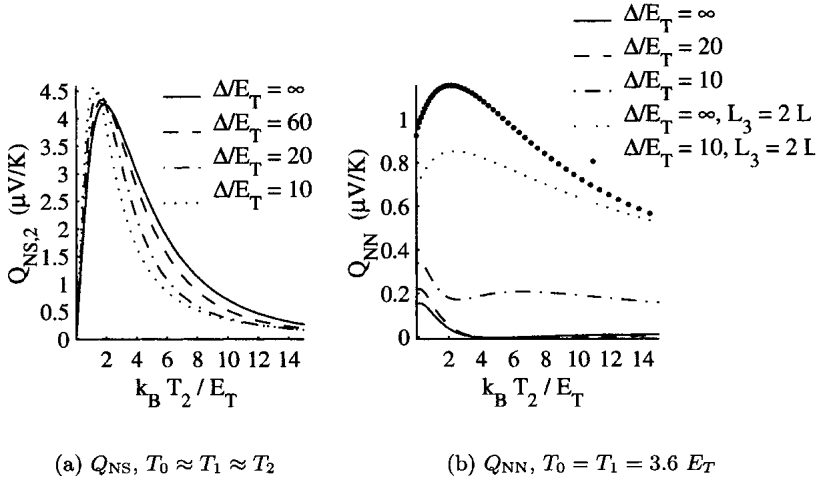 Δ/E_T = ∞
Δ/E_T = 60
Δ/E_T = 20
Δ/E_T = 10
Q_NS,2 (μV/K)
4.5
4
3.5
3
2.5
2
1.5
1
0.5
0
2 4 6 8 10 12 14
k_B T_2 / E_T
(a) Q_NS, T_0 ≈ T_1 ≈ T_2
Δ/E_T = ∞
Δ/E_T = 20
Δ/E_T = 10
Δ/E_T = ∞, L_3 = 2 L
Δ/E_T = 10, L_3 = 2 L
Q_NN (μV/K)
1
0.8
0.6
0.4
0.2
0
2 4 6 8 10 12 14
k_B T_2 / E_T
(b) Q_NN, T_0 = T_1 = 3.6 E_T